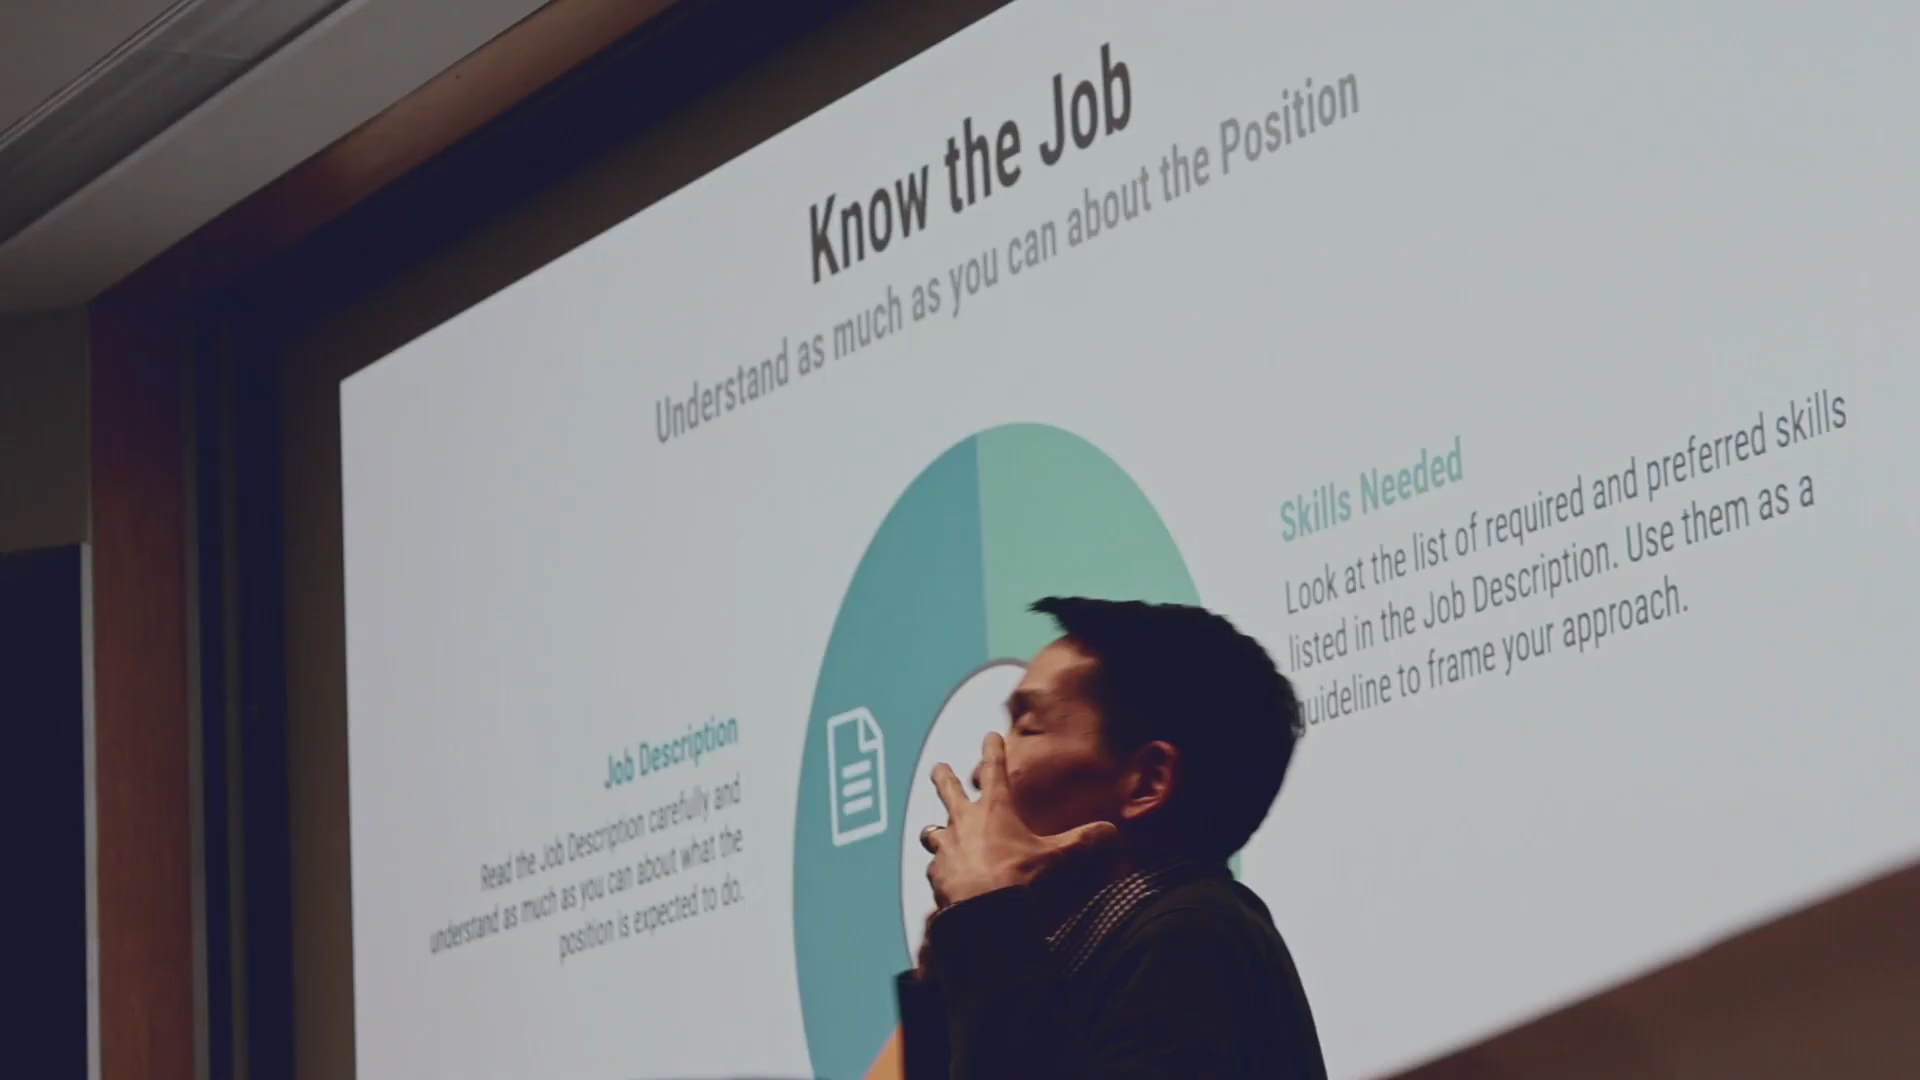 Know the Job
Understand as much as you can about the Position
Skills Needed
Look at the list of required and preferred skills
listed in the Job Description. Use them as a
guideline to frame your approach.
Job Description
Read the Job Description carefully and
understand as much as you can about what the
position is expected to do.